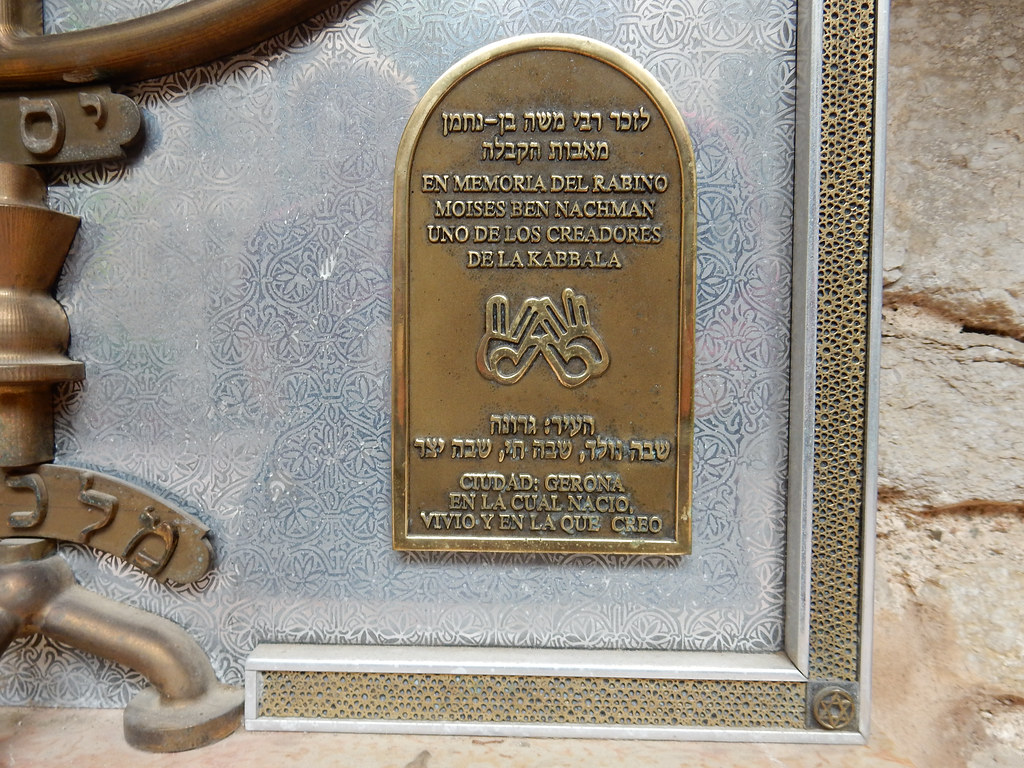 יס
לזכר רבי משה בן-נחמן
מאבות הקבלה
EN MEMORIA DEL RABINO
MOISES BEN NACHMAN
UNO DE LOS CREADORES
DE LA KABBALA
העיר: גרונה
שבה נולד, שבה חי, שבה יצר
CIUDAD: GERONA
EN LA CUAL NACIO,
VIVIO Y EN LA QUE CREO